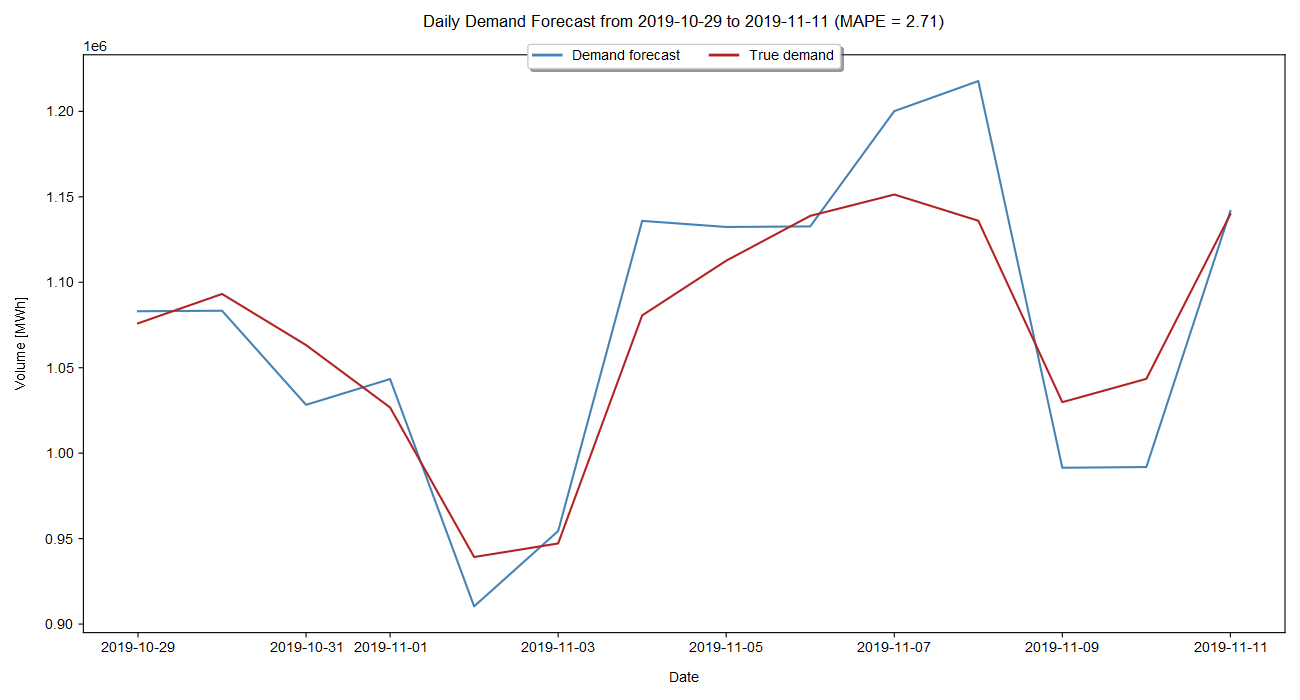 Daily Demand Forecast from 2019-10-29 to 2019-11-11 (MAPE = 2.71)
1e6
Demand forecast True demand
1.20
1.15
1.10
1.05
1.00
0.95
0.90
Volume [MWh]
2019-10-29 2019-10-31 2019-11-01 2019-11-03 2019-11-05 2019-11-07 2019-11-09 2019-11-11
Date